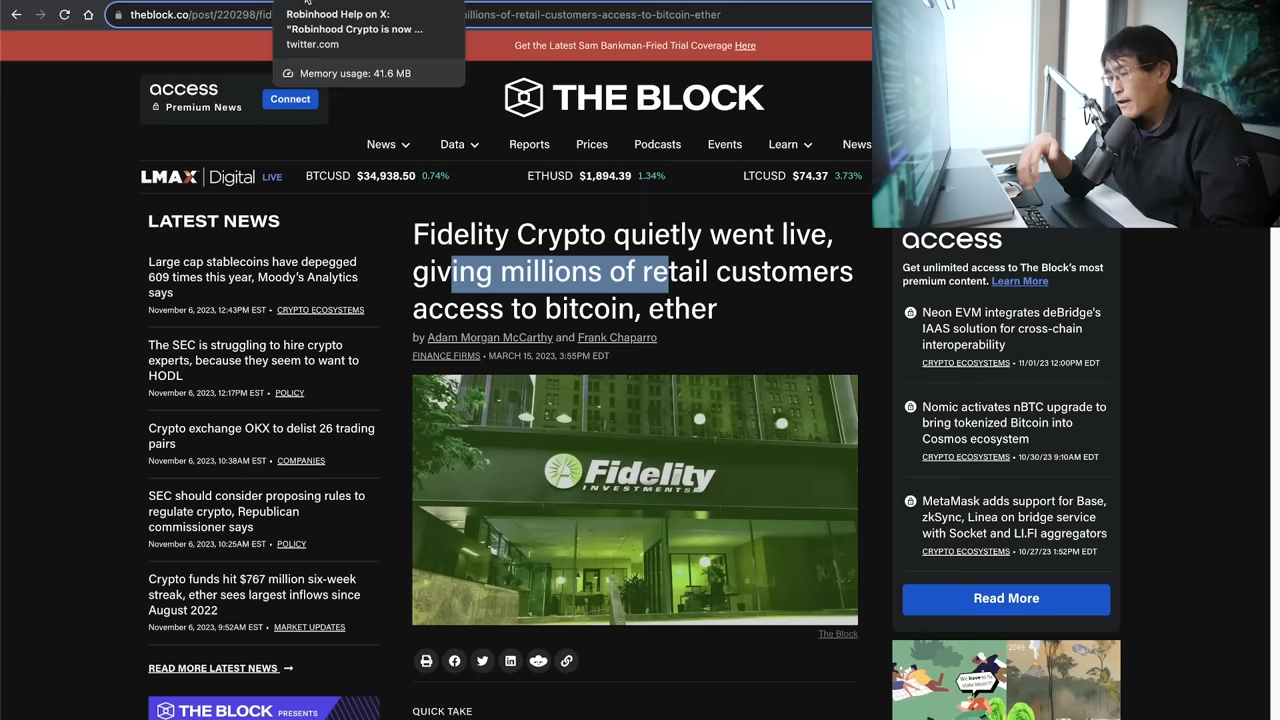 theblock.co/post/220298/fid
illions-of-retail-customers-access-to-bitcoin-ether
Robinhood Help on X:
"Robinhood Crypto is now ...
twitter.com
Memory usage: 41.6 MB
Get the Latest Sam Bankman-Fried Trial Coverage Here
access
Premium News
Connect
THE BLOCK
News
Data
Reports
Prices
Podcasts
Events
Learn
News
LMAX Digital LIVE
BTCUSD $34,938.50 0.74%
ETHUSD $1,894.39 1.34%
LTCUSD $74.37 3.73%
LATEST NEWS
Large cap stablecoins have depegged
609 times this year, Moody's Analytics
says
November 6, 2023, 12:43PM EST • CRYPTO ECOSYSTEMS
The SEC is struggling to hire crypto
experts, because they seem to want to
HODL
November 6, 2023, 12:17PM EST • POLICY
Crypto exchange OKX to delist 26 trading
pairs
November 6, 2023, 10:38AM EST • COMPANIES
SEC should consider proposing rules to
regulate crypto, Republican
commissioner says
November 6, 2023, 10:25AM EST • POLICY
Crypto funds hit $767 million six-week
streak, ether sees largest inflows since
August 2022
November 6, 2023, 9:52AM EST • MARKET UPDATES
READ MORE LATEST NEWS
THE BLOCK PRESENTS
Fidelity Crypto quietly went live,
giving millions of retail customers
access to bitcoin, ether
by Adam Morgan McCarthy and Frank Chaparro
FINANCE FIRMS • MARCH 15, 2023, 3:55PM EDT
Fidelity
INVESTMENTS
The Block
QUICK TAKE
access
Get unlimited access to The Block's most
premium content. Learn More
Neon EVM integrates deBridge's
IAAS solution for cross-chain
interoperability
CRYPTO ECOSYSTEMS • 11/01/23 12:00PM EDT
Nomic activates nBTC upgrade to
bring tokenized Bitcoin into
Cosmos ecosystem
CRYPTO ECOSYSTEMS • 10/30/23 9:10AM EDT
MetaMask adds support for Base,
zkSync, Linea on bridge service
with Socket and LI.FI aggregators
CRYPTO ECOSYSTEMS • 10/27/23 1:52PM EDT
Read More
2049
We have to